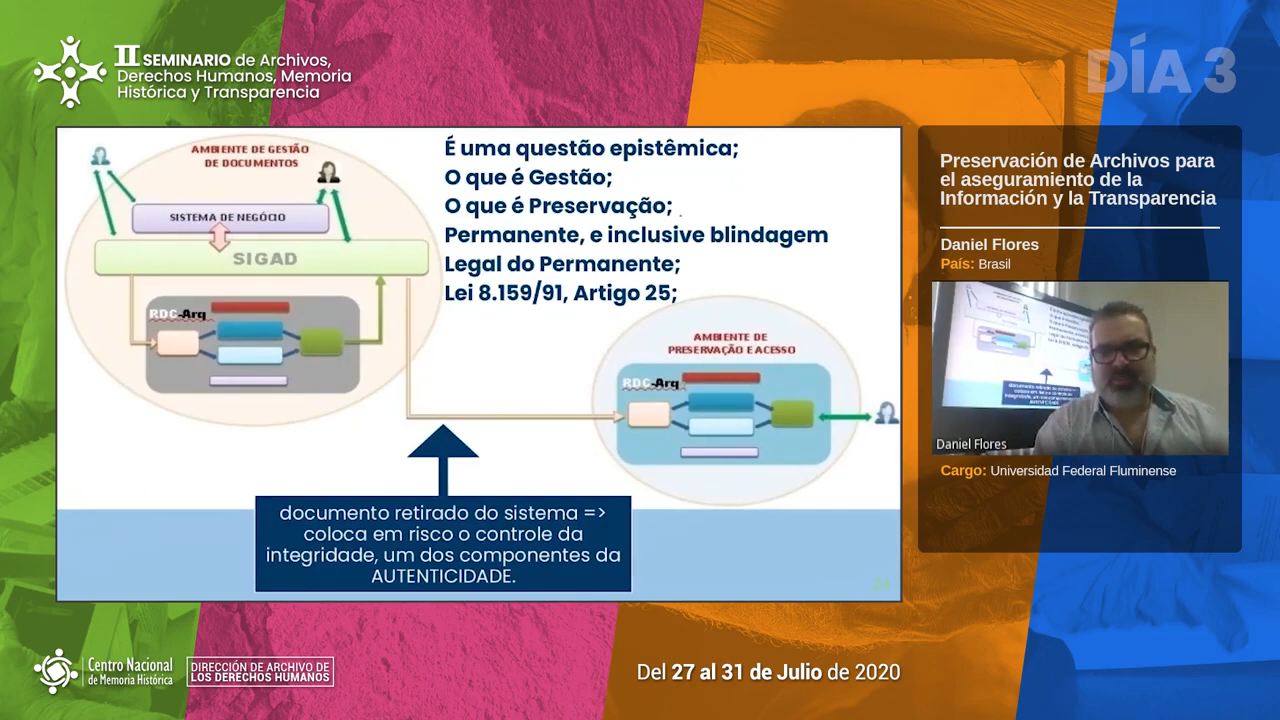 II SEMINARIO de Archivos,
Derechos Humanos, Memoria
Histórica y Transparencia
DÍA 3
AMBIENTE DE GESTÃO
DE DOCUMENTOS
SISTEMA DE NEGÓCIO
SIGAD
RDC-Arq
É uma questão epistêmica;
O que é Gestão;
O que é Preservação;
Permanente, e inclusive blindagem
Legal do Permanente;
Lei 8.159/91, Artigo 25;
AMBIENTE DE
PRESERVAÇÃO E ACESSO
RDC-Arq
documento retirado do sistema =>
coloca em risco o controle da
integridade, um dos componentes da
AUTENTICIDADE.
Preservación de Archivos para
el aseguramiento de la
Información y la Transparencia
Daniel Flores
País: Brasil
Daniel Flores
Cargo: Universidad Federal Fluminense
Centro Nacional
de Memoria Histórica
DIRECCIÓN DE ARCHIVO DE
LOS DERECHOS HUMANOS
Del 27 al 31 de Julio de 2020